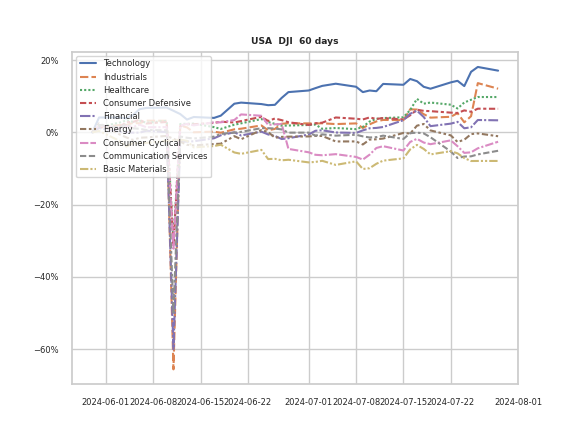 USA DJI 60 days
20%
0%
−20%
−40%
−60%
Technology
Industrials
Healthcare
Consumer Defensive
Financial
Energy
Consumer Cyclical
Communication Services
Basic Materials
2024-06-01 2024-06-08 2024-06-15 2024-06-22 2024-07-01 2024-07-08 2024-07-15 2024-07-22 2024-08-01